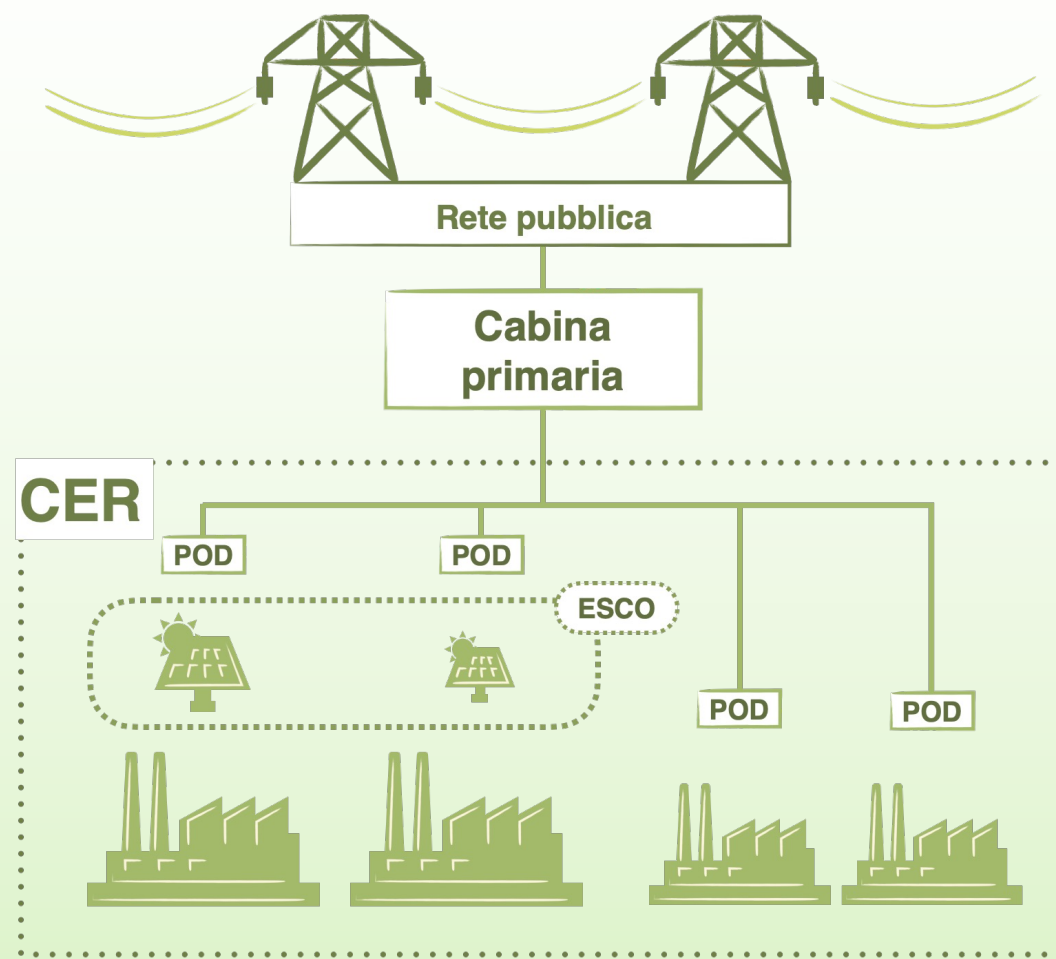 Rete pubblica
Cabina
primaria
CER
POD
POD
ESCO
POD
POD